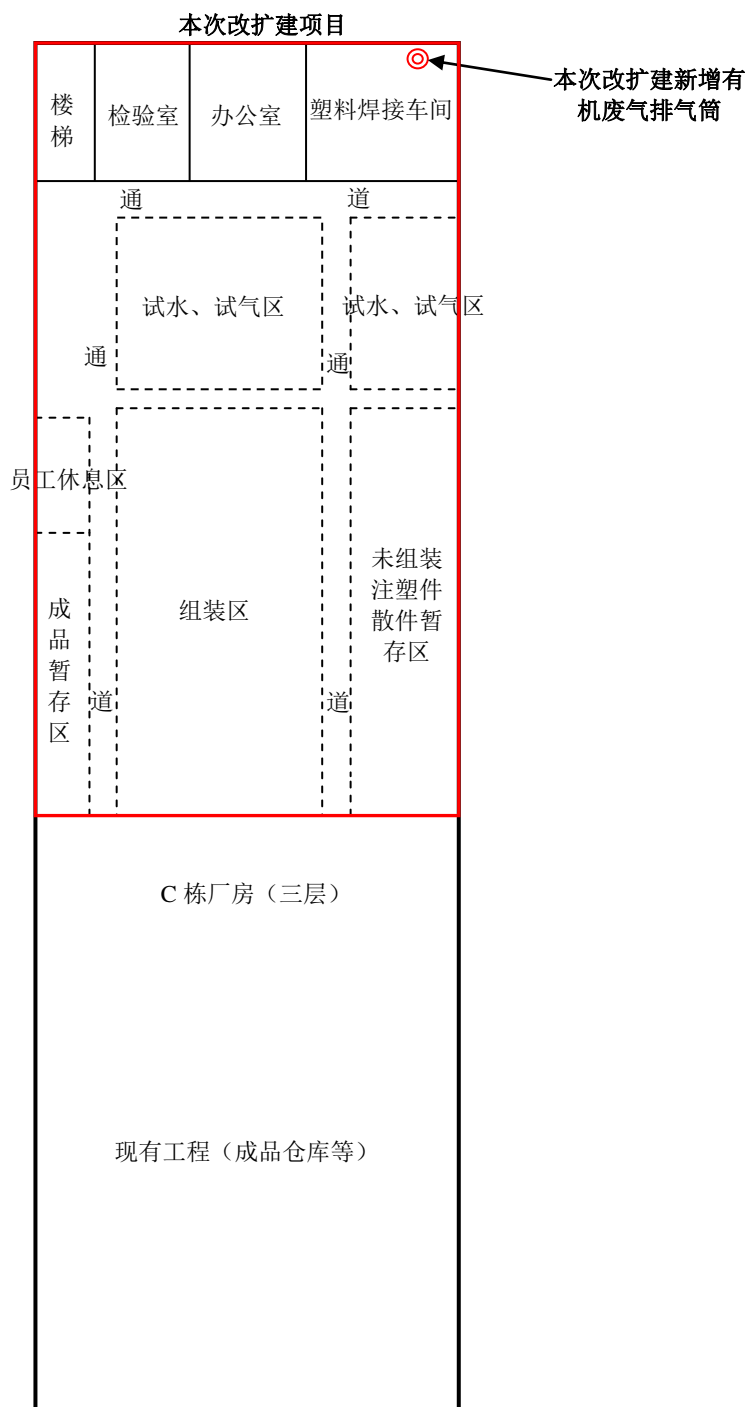 本次改扩建项目
本次改扩建新增有
机废气排气筒
楼
梯
检验室
办公室
塑料焊接车间
通
道
试水、试气区
试水、试气区
通
通
员工休息区
未组装
注塑件
散件暂
存区
组装区
成
品
暂
存
区
道
道
C 栋厂房（三层）
现有工程（成品仓库等）